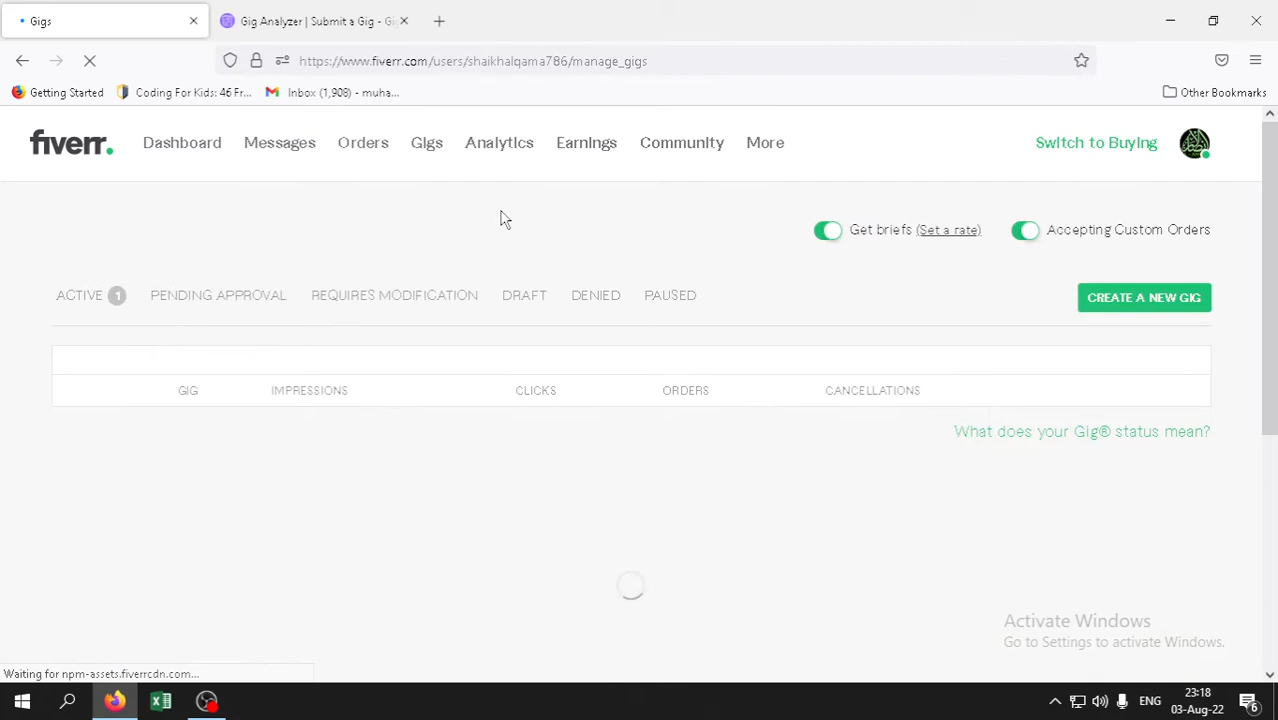 Gigs
Gig Analyzer | Submit a Gig - Gi
https://www.fiverr.com/users/shaikhalqama786/manage_gigs
Getting Started
Coding For Kids: 46 Fr...
Inbox (1,908) - muha...
Other Bookmarks
fiverr.
Dashboard
Messages
Orders
Gigs
Analytics
Earnings
Community
More
Switch to Buying
Get briefs (Set a rate)
Accepting Custom Orders
ACTIVE 1
PENDING APPROVAL
REQUIRES MODIFICATION
DRAFT
DENIED
PAUSED
CREATE A NEW GIG
GIG
IMPRESSIONS
CLICKS
ORDERS
CANCELLATIONS
What does your Gig® status mean?
Activate Windows
Go to Settings to activate Windows.
Waiting for npm-assets.fiverrcdn.com...
ENG
23:18
03-Aug-22
6